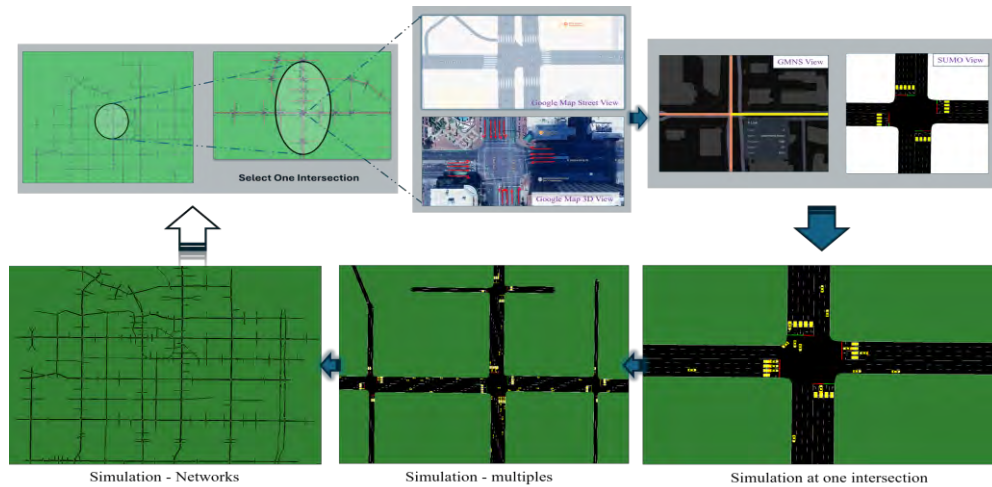 Google Map Street View
Select One Intersection
Google Map 3D View
GMNS View
SUMO View
Simulation - Networks
Simulation - multiples
Simulation at one intersection